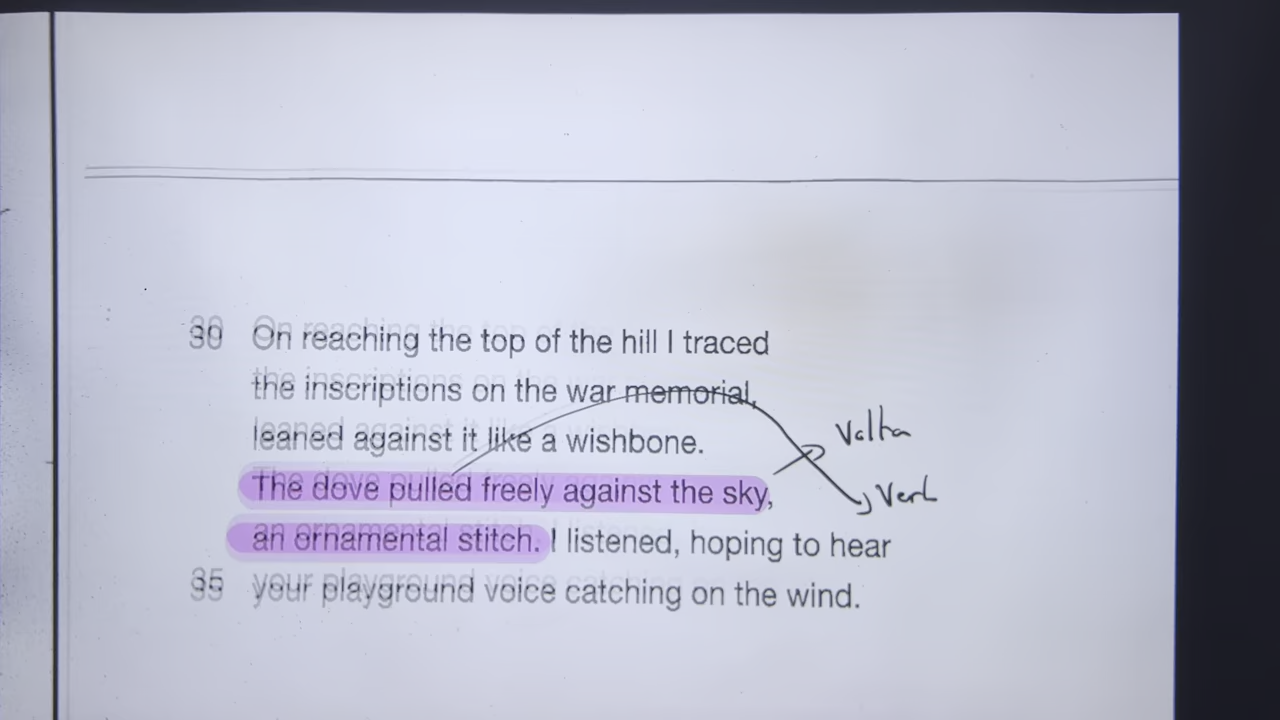 30 On reaching the top of the hill I traced
the inscriptions on the war memorial,
leaned against it like a wishbone.
The dove pulled freely against the sky,
an ornamental stitch. I listened, hoping to hear
35 your playground voice catching on the wind.